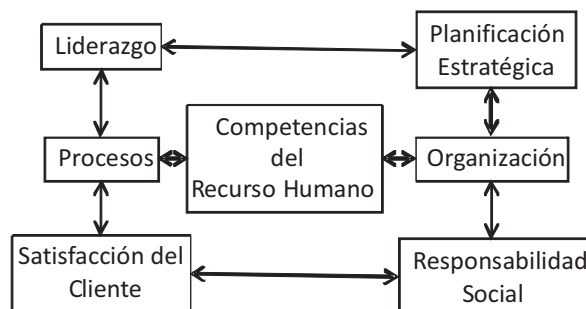 Liderazgo
Planificación
Estratégica
Procesos
Competencias
del
Recurso Humano
Organización
Satisfacción del
Cliente
Responsabilidad
Social